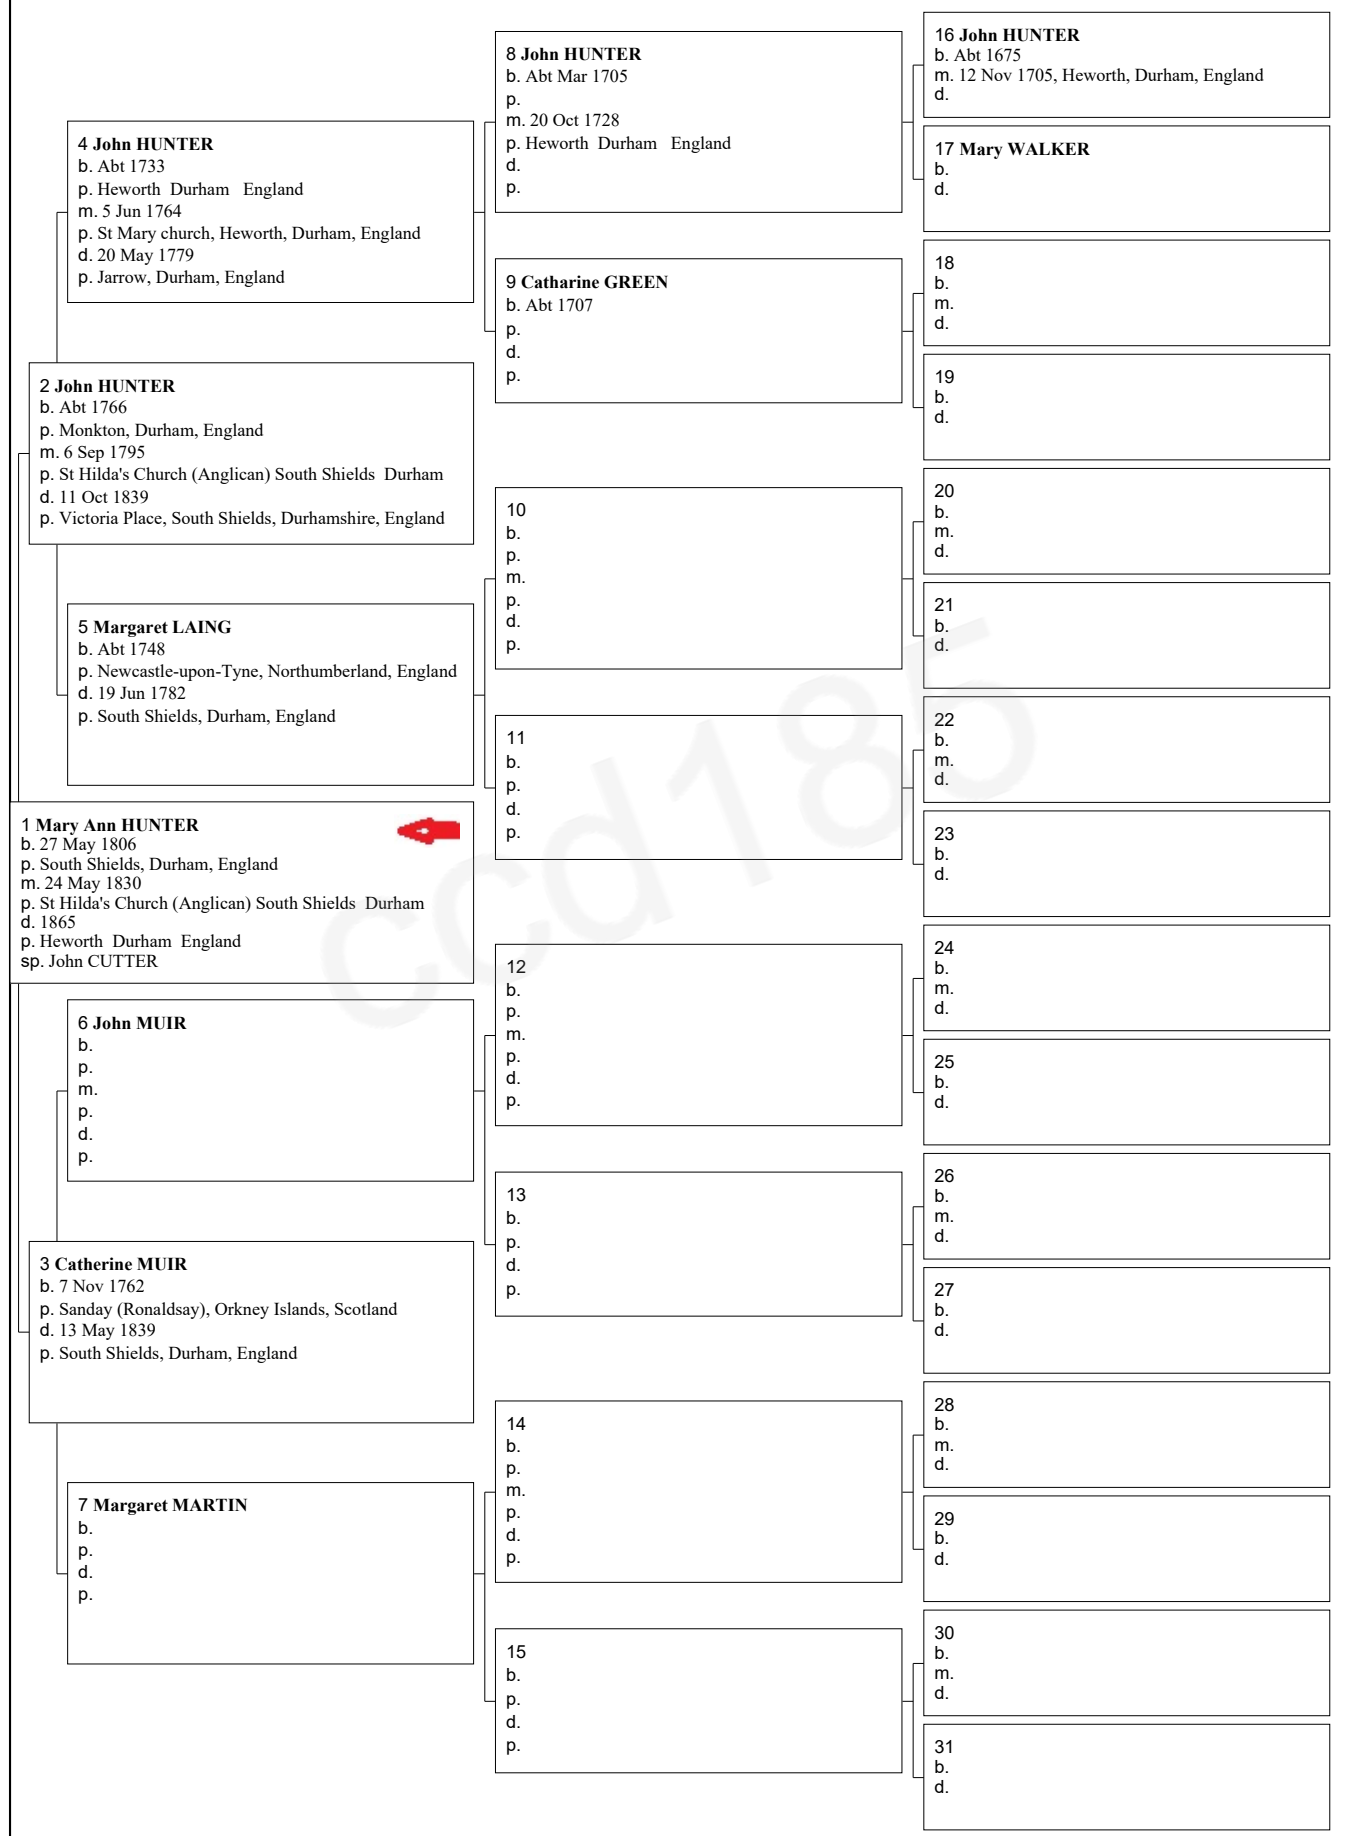 4 John HUNTER
b. Abt 1733
p. Heworth  Durham   England
m. 5 Jun 1764
p. St Mary church, Heworth, Durham, England
d. 20 May 1779
p. Jarrow, Durham, England
2 John HUNTER
b. Abt 1766
p. Monkton, Durham, England
m. 6 Sep 1795
p. St Hilda's Church (Anglican) South Shields  Durham
d. 11 Oct 1839
p. Victoria Place, South Shields, Durhamshire, England
5 Margaret LAING
b. Abt 1748
p. Newcastle-upon-Tyne, Northumberland, England
d. 19 Jun 1782
p. South Shields, Durham, England
1 Mary Ann HUNTER
b. 27 May 1806
p. South Shields, Durham, England
m. 24 May 1830
p. St Hilda's Church (Anglican) South Shields  Durham
d. 1865
p. Heworth  Durham  England
sp. John CUTTER
6 John MUIR
b.
p.
m.
p.
d.
p.
3 Catherine MUIR
b. 7 Nov 1762
p. Sanday (Ronaldsay), Orkney Islands, Scotland
d. 13 May 1839
p. South Shields, Durham, England
7 Margaret MARTIN
b.
p.
d.
p.
8 John HUNTER
b. Abt Mar 1705
p.
m. 20 Oct 1728
p. Heworth  Durham   England
d.
p.
9 Catharine GREEN
b. Abt 1707
p.
d.
p.
10
b.
p.
m.
p.
d.
p.
11
b.
p.
d.
p.
12
b.
p.
m.
p.
d.
p.
13
b.
p.
d.
p.
14
b.
p.
m.
p.
d.
p.
15
b.
p.
d.
p.
16 John HUNTER
b. Abt 1675
m. 12 Nov 1705, Heworth, Durham, England
d.
17 Mary WALKER
b.
d.
18
b.
m.
d.
19
b.
d.
20
b.
m.
d.
21
b.
d.
22
b.
m.
d.
23
b.
d.
24
b.
m.
d.
25
b.
d.
26
b.
m.
d.
27
b.
d.
28
b.
m.
d.
29
b.
d.
30
b.
m.
d.
31
b.
d.
ccd185